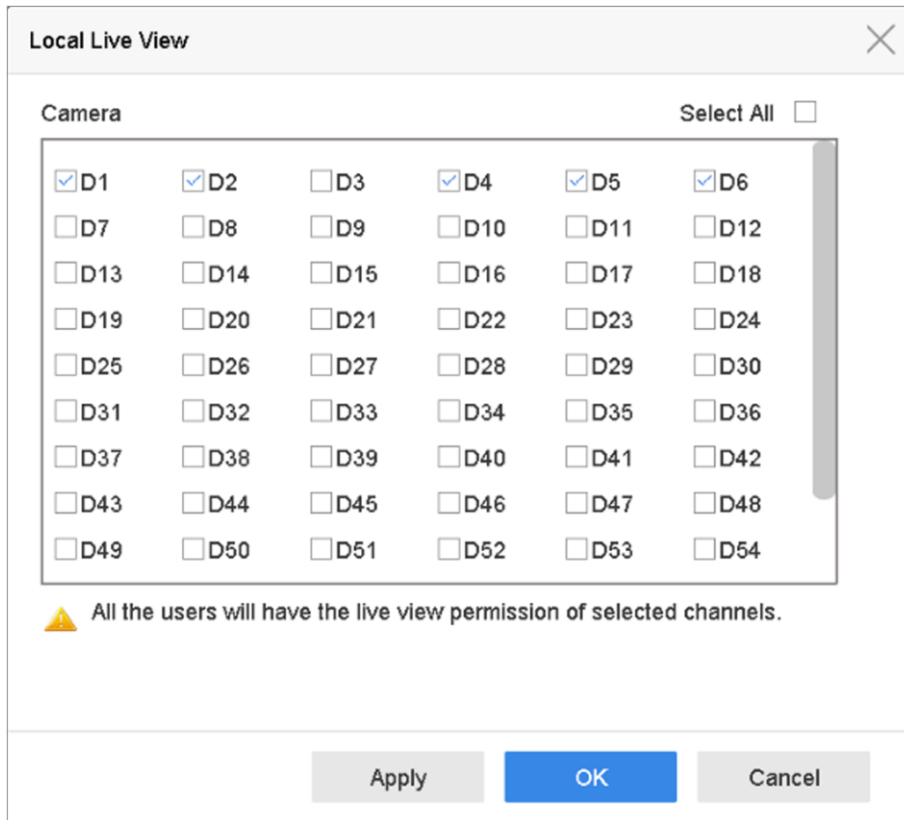 Local Live View
Camera Select All
D1 D2 D3 D4 D5 D6
D7 D8 D9 D10 D11 D12
D13 D14 D15 D16 D17 D18
D19 D20 D21 D22 D23 D24
D25 D26 D27 D28 D29 D30
D31 D32 D33 D34 D35 D36
D37 D38 D39 D40 D41 D42
D43 D44 D45 D46 D47 D48
D49 D50 D51 D52 D53 D54
All the users will have the live view permission of selected channels.
Apply OK Cancel